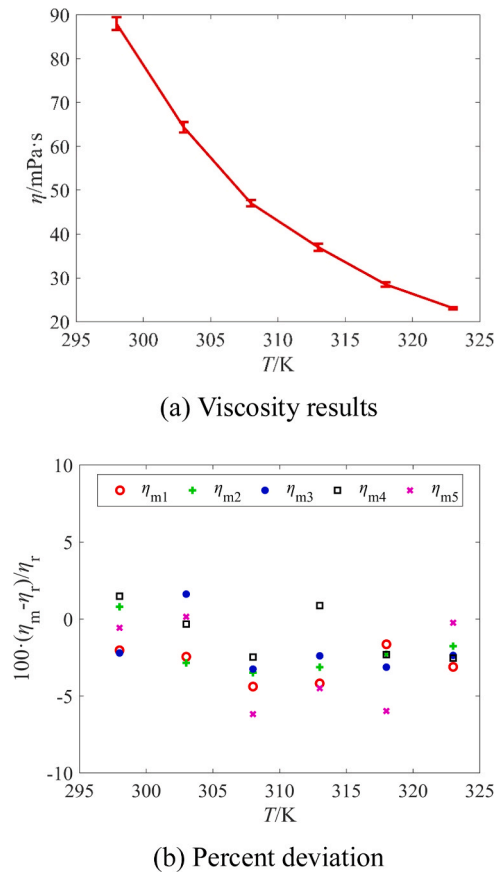 90
80
70
60
50
40
30
20
η/mPa·s
295 300 305 310 315 320 325
T/K
(a) Viscosity results
10
5
0
-5
-10
100·(ηm-ηr)/ηr
ηm1 ηm2 ηm3 ηm4 ηm5
295 300 305 310 315 320 325
T/K
(b) Percent deviation